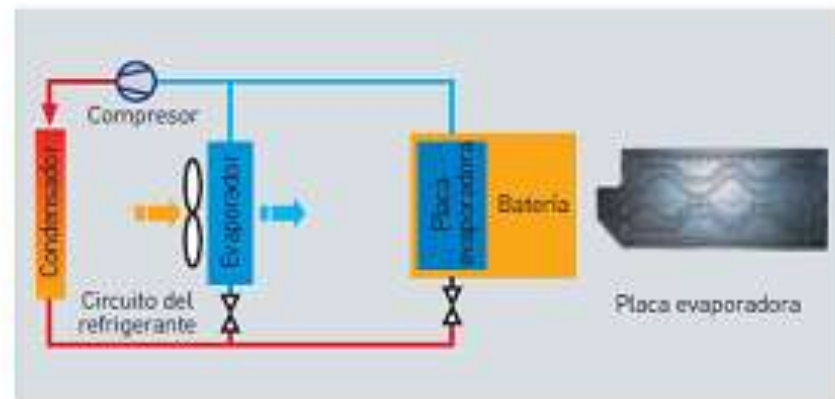 Compresor
Condensador
Evaporador
Placa
evaporadora
Batería
Circuito del
refrigerante
Placa evaporadora